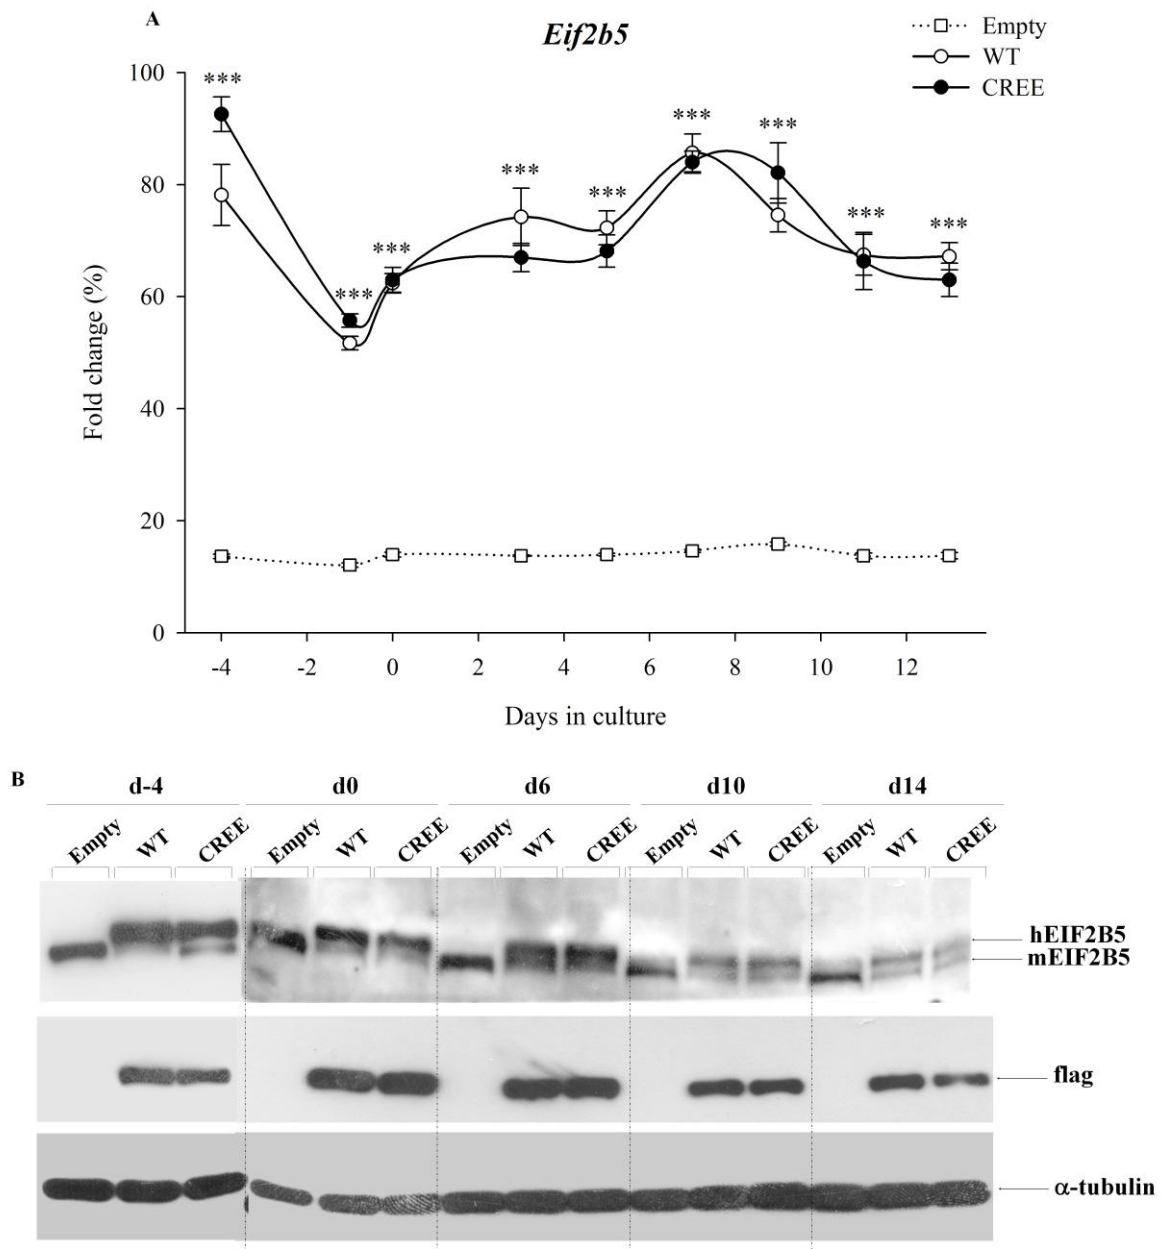 A
Eif2b5
Empty
WT
CREE
100
80
60
40
20
0
Fold change (%)
***
***
***
***
***
***
***
***
***
-4
-2
0
2
4
6
8
10
12
Days in culture
B
d-4
d0
d6
d10
d14
Empty
WT
CREE
Empty
WT
CREE
Empty
WT
CREE
Empty
WT
CREE
Empty
WT
CREE
hEIF2B5
mEIF2B5
flag
α-tubulin